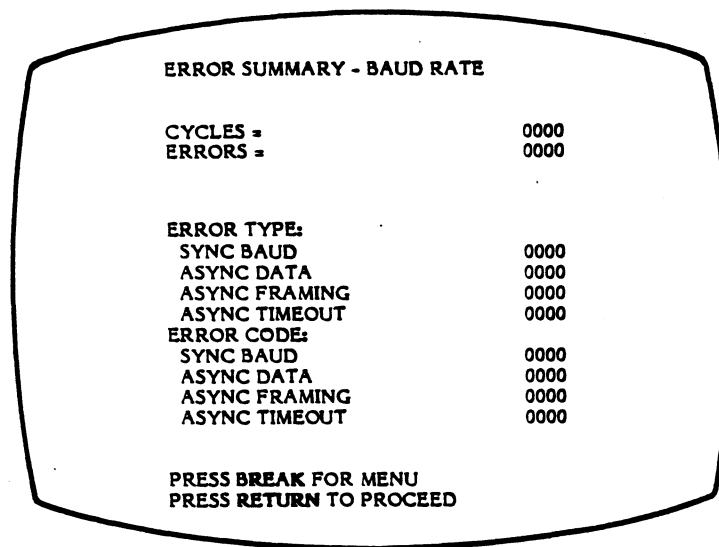 ERROR SUMMARY - BAUD RATE
CYCLES = 0000
ERRORS = 0000
ERROR TYPE:
SYNC BAUD 0000
ASYNC DATA 0000
ASYNC FRAMING 0000
ASYNC TIMEOUT 0000
ERROR CODE:
SYNC BAUD 0000
ASYNC DATA 0000
ASYNC FRAMING 0000
ASYNC TIMEOUT 0000
PRESS BREAK FOR MENU
PRESS RETURN TO PROCEED